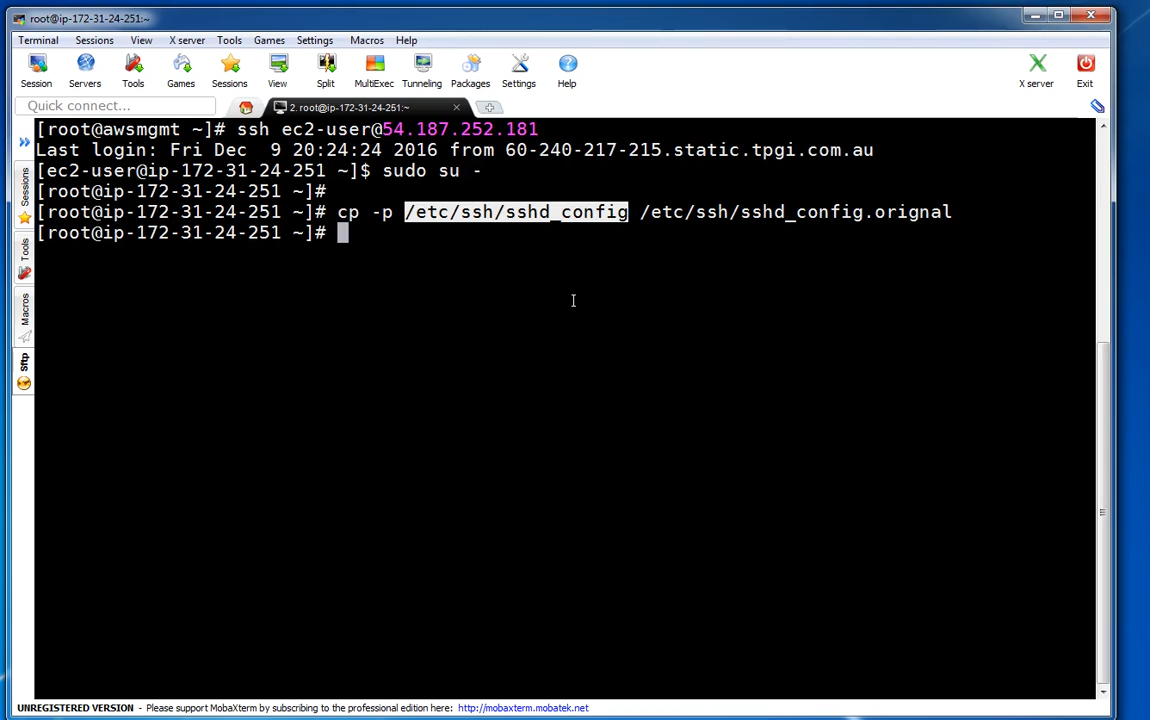 root@ip-172-31-24-251:~
Terminal Sessions View X server Tools Games Settings Macros Help
Session Servers Tools Games Sessions View Split MultiExec Tunneling Packages Settings Help X server Exit
Quick connect... 2. root@ip-172-31-24-251:~
[root@awsmgmt ~]# ssh ec2-user@54.187.252.181
Last login: Fri Dec  9 20:24:24 2016 from 60-240-217-215.static.tpgi.com.au
[ec2-user@ip-172-31-24-251 ~]$ sudo su -
[root@ip-172-31-24-251 ~]#
[root@ip-172-31-24-251 ~]# cp -p /etc/ssh/sshd_config /etc/ssh/sshd_config.orignal
[root@ip-172-31-24-251 ~]#
Sessions
Tools
Macros
Sftp
UNREGISTERED VERSION - Please support MobaXterm by subscribing to the professional edition here: http://mobaxterm.mobatek.net